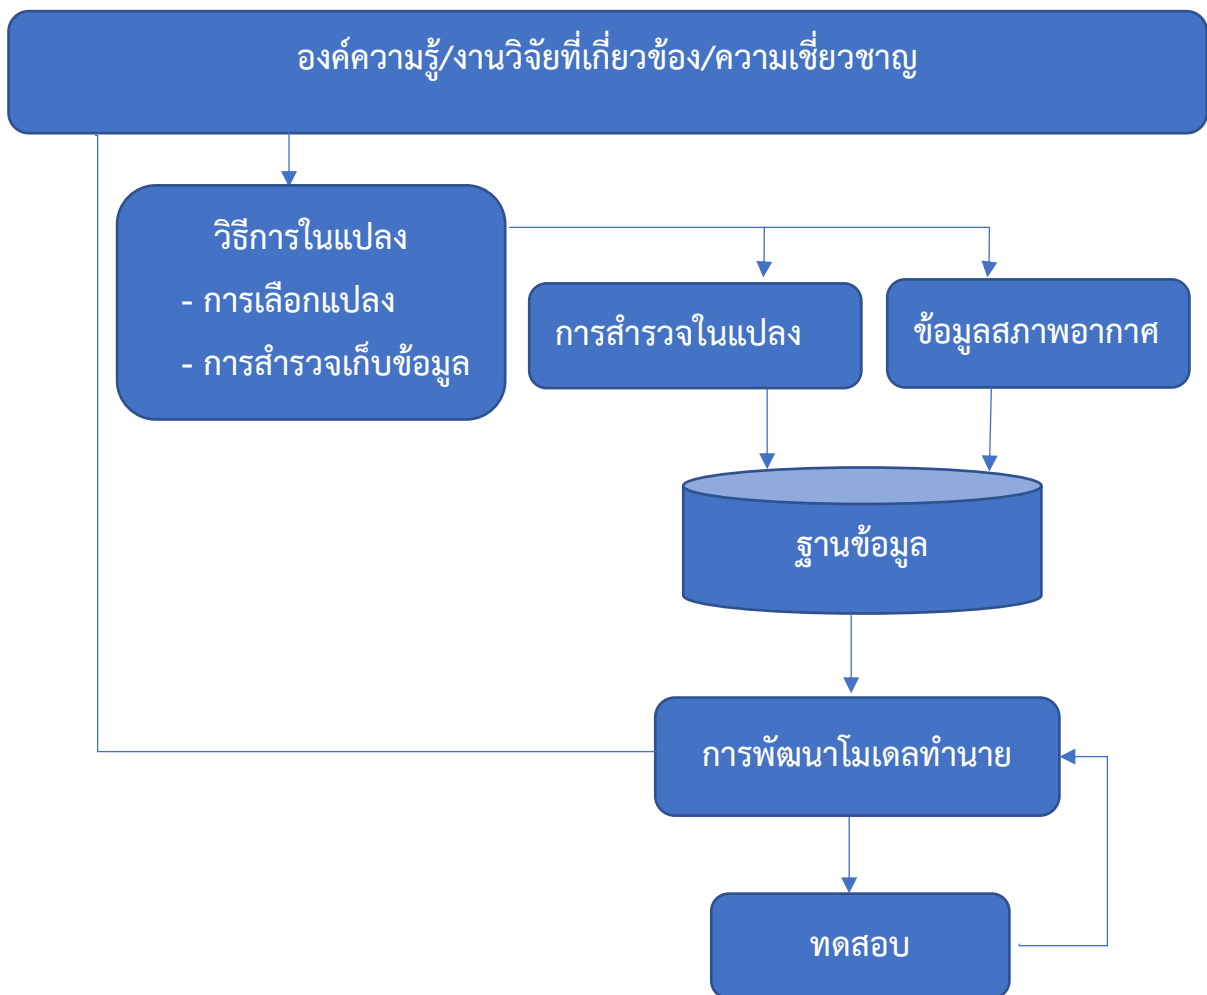 องค์ความรู้/งานวิจัยที่เกี่ยวข้อง/ความเชี่ยวชาญ
วิธีการในแปลง
- การเลือกแปลง
- การสำรวจเก็บข้อมูล
การสำรวจในแปลง
ข้อมูลสภาพอากาศ
ฐานข้อมูล
การพัฒนาโมเดลทำนาย
ทดสอบ